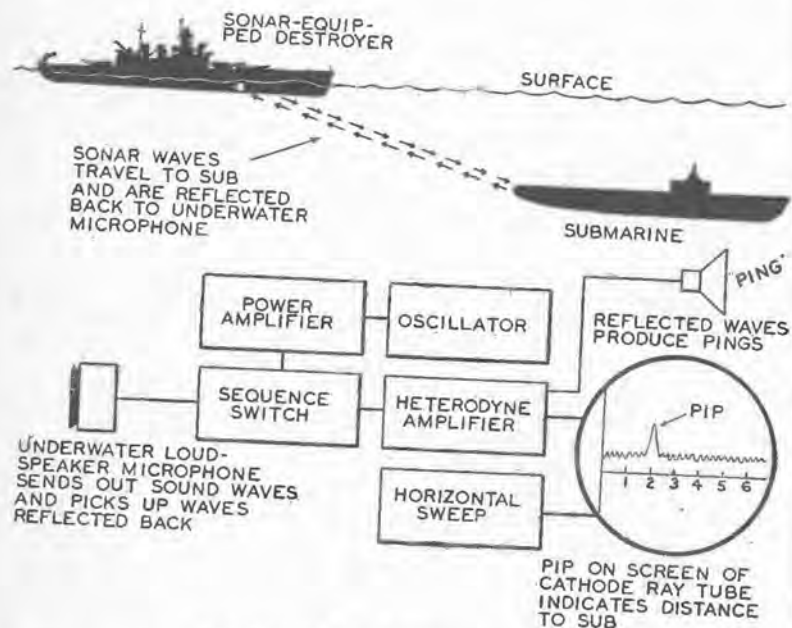 SONAR-EQUIP-
PED DESTROYER
SURFACE
SONAR WAVES
TRAVEL TO SUB
AND ARE REFLECTED
BACK TO UNDERWATER
MICROPHONE
SUBMARINE
"PING"
REFLECTED WAVES
PRODUCE PINGS
POWER
AMPLIFIER
OSCILLATOR
SEQUENCE
SWITCH
HETERODYNE
AMPLIFIER
PIP
1 2 3 4 5 6
UNDERWATER LOUD-
SPEAKER MICROPHONE
SENDS OUT SOUND WAVES
AND PICKS UP WAVES
REFLECTED BACK
HORIZONTAL
SWEEP
PIP ON SCREEN OF
CATHODE RAY TUBE
INDICATES DISTANCE
TO SUB